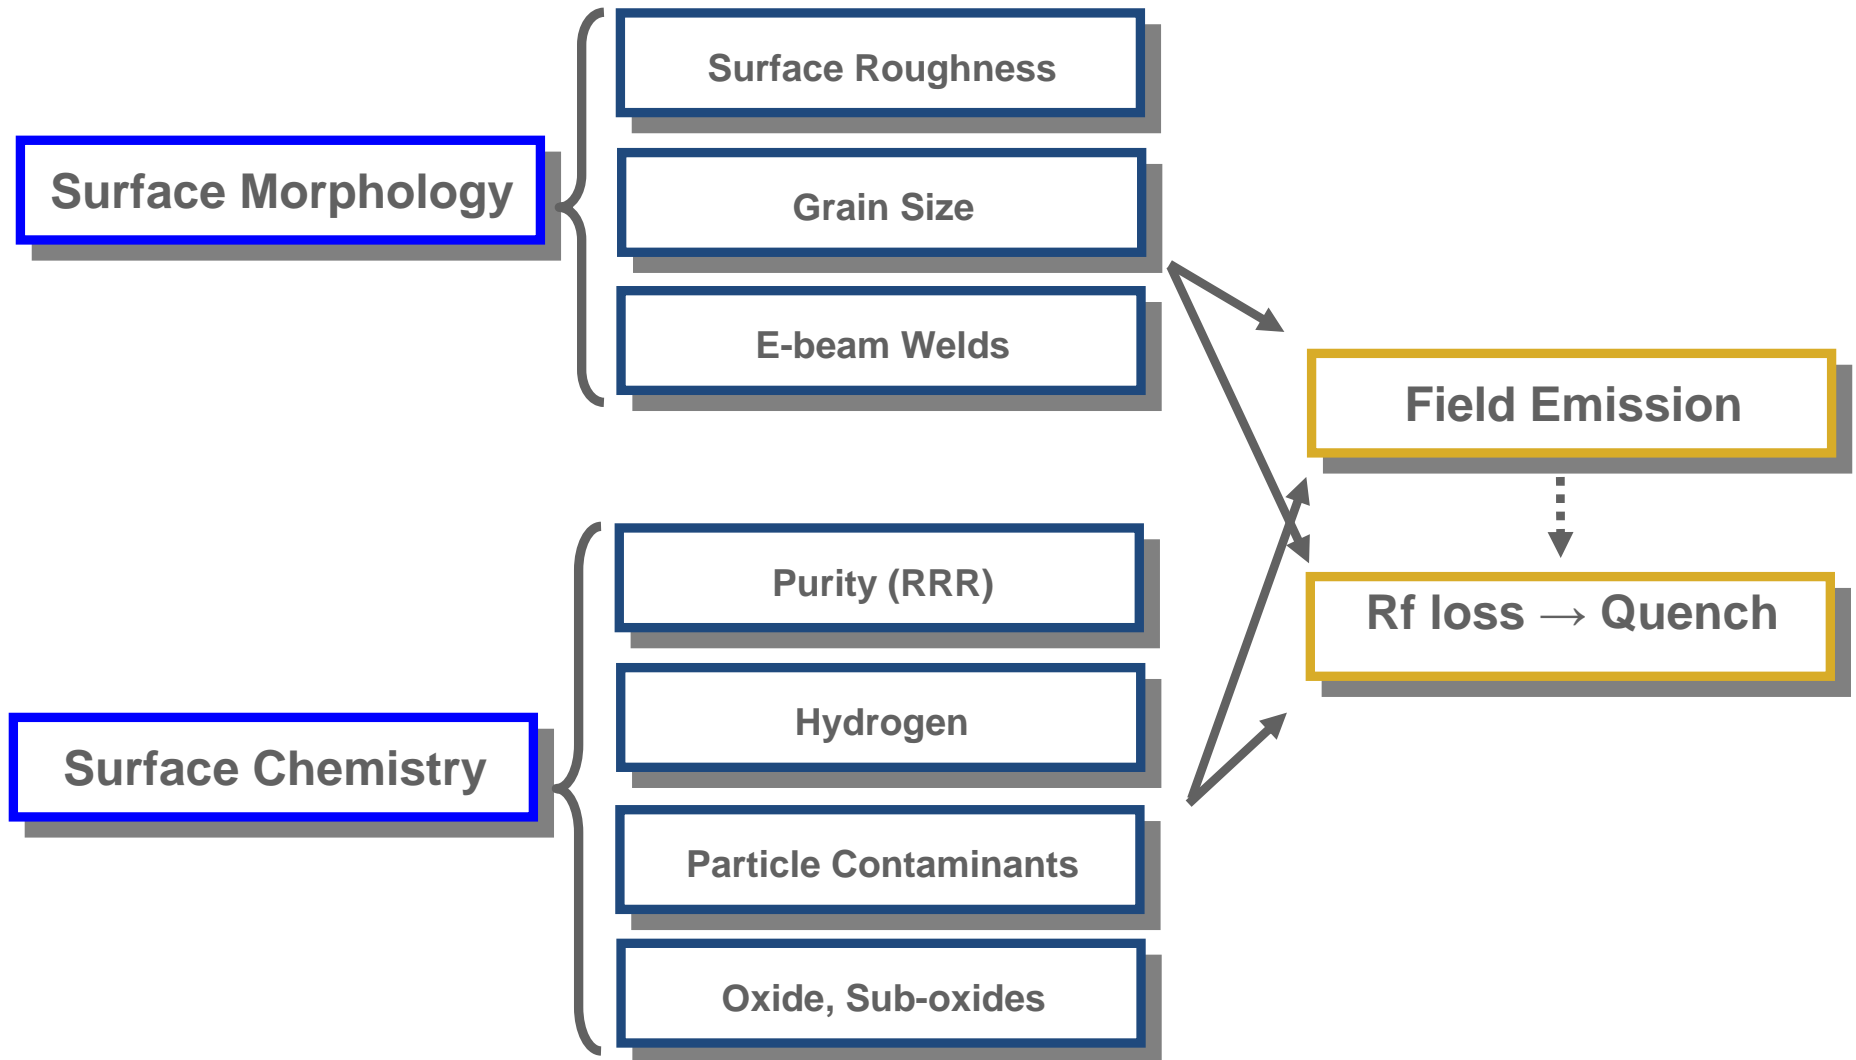 Surface Morphology
Surface Roughness
Grain Size
E-beam Welds
Surface Chemistry
Purity (RRR)
Hydrogen
Particle Contaminants
Oxide, Sub-oxides
Field Emission
Rf loss → Quench